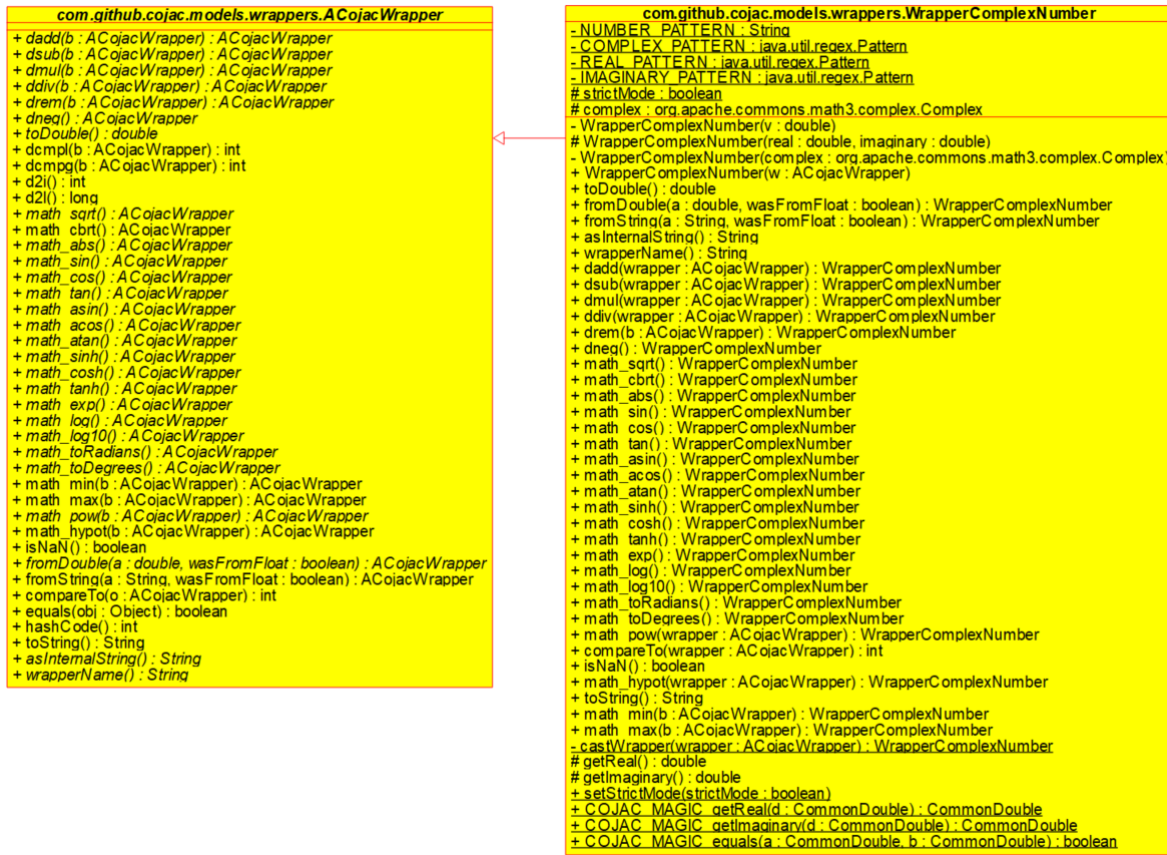 com.github.cojac.models.wrappers.ACojacWrapper
+ dadd(b : ACojacWrapper) : ACojacWrapper
+ dsub(b : ACojacWrapper) : ACojacWrapper
+ dmul(b : ACojacWrapper) : ACojacWrapper
+ ddiv(b : ACojacWrapper) : ACojacWrapper
+ drem(b : ACojacWrapper) : ACojacWrapper
+ dneg() : ACojacWrapper
+ toDouble() : double
+ dcmpl(b : ACojacWrapper) : int
+ dcmpg(b : ACojacWrapper) : int
+ d2i() : int
+ d2l() : long
+ math_sqrt() : ACojacWrapper
+ math_cbrt() : ACojacWrapper
+ math_abs() : ACojacWrapper
+ math_sin() : ACojacWrapper
+ math_cos() : ACojacWrapper
+ math_tan() : ACojacWrapper
+ math_asin() : ACojacWrapper
+ math_acos() : ACojacWrapper
+ math_atan() : ACojacWrapper
+ math_sinh() : ACojacWrapper
+ math_cosh() : ACojacWrapper
+ math_tanh() : ACojacWrapper
+ math_exp() : ACojacWrapper
+ math_log() : ACojacWrapper
+ math_log10() : ACojacWrapper
+ math_toRadians() : ACojacWrapper
+ math_toDegrees() : ACojacWrapper
+ math_min(b : ACojacWrapper) : ACojacWrapper
+ math_max(b : ACojacWrapper) : ACojacWrapper
+ math_pow(b : ACojacWrapper) : ACojacWrapper
+ math_hypot(b : ACojacWrapper) : ACojacWrapper
+ isNaN() : boolean
+ fromDouble(a : double, wasFromFloat : boolean) : ACojacWrapper
+ fromString(a : String, wasFromFloat : boolean) : ACojacWrapper
+ compareTo(o : ACojacWrapper) : int
+ equals(obj : Object) : boolean
+ hashCode() : int
+ toString() : String
+ asInternalString() : String
+ wrapperName() : String
com.github.cojac.models.wrappers.WrapperComplexNumber
- NUMBER_PATTERN : String
- COMPLEX_PATTERN : java.util.regex.Pattern
- REAL_PATTERN : java.util.regex.Pattern
- IMAGINARY_PATTERN : java.util.regex.Pattern
# strictMode : boolean
# complex : org.apache.commons.math3.complex.Complex
- WrapperComplexNumber(v : double)
# WrapperComplexNumber(real : double, imaginary : double)
- WrapperComplexNumber(complex : org.apache.commons.math3.complex.Complex)
+ WrapperComplexNumber(w : ACojacWrapper)
+ toDouble() : double
+ fromDouble(a : double, wasFromFloat : boolean) : WrapperComplexNumber
+ fromString(a : String, wasFromFloat : boolean) : WrapperComplexNumber
+ asInternalString() : String
+ wrapperName() : String
+ dadd(wrapper : ACojacWrapper) : WrapperComplexNumber
+ dsub(wrapper : ACojacWrapper) : WrapperComplexNumber
+ dmul(wrapper : ACojacWrapper) : WrapperComplexNumber
+ ddiv(wrapper : ACojacWrapper) : WrapperComplexNumber
+ drem(b : ACojacWrapper) : WrapperComplexNumber
+ dneg() : WrapperComplexNumber
+ math_sqrt() : WrapperComplexNumber
+ math_cbrt() : WrapperComplexNumber
+ math_abs() : WrapperComplexNumber
+ math_sin() : WrapperComplexNumber
+ math_cos() : WrapperComplexNumber
+ math_tan() : WrapperComplexNumber
+ math_asin() : WrapperComplexNumber
+ math_acos() : WrapperComplexNumber
+ math_atan() : WrapperComplexNumber
+ math_sinh() : WrapperComplexNumber
+ math_cosh() : WrapperComplexNumber
+ math_tanh() : WrapperComplexNumber
+ math_exp() : WrapperComplexNumber
+ math_log() : WrapperComplexNumber
+ math_log10() : WrapperComplexNumber
+ math_toRadians() : WrapperComplexNumber
+ math_toDegrees() : WrapperComplexNumber
+ math_pow(wrapper : ACojacWrapper) : WrapperComplexNumber
+ compareTo(wrapper : ACojacWrapper) : int
+ isNaN() : boolean
+ math_hypot(wrapper : ACojacWrapper) : WrapperComplexNumber
+ toString() : String
+ math_min(b : ACojacWrapper) : WrapperComplexNumber
+ math_max(b : ACojacWrapper) : WrapperComplexNumber
- castWrapper(wrapper : ACojacWrapper) : WrapperComplexNumber
# getReal() : double
# getImaginary() : double
+ setStrictMode(strictMode : boolean)
+ COJAC_MAGIC_getReal(d : CommonDouble) : CommonDouble
+ COJAC_MAGIC_getImaginary(d : CommonDouble) : CommonDouble
+ COJAC_MAGIC_equals(a : CommonDouble, b : CommonDouble) : boolean